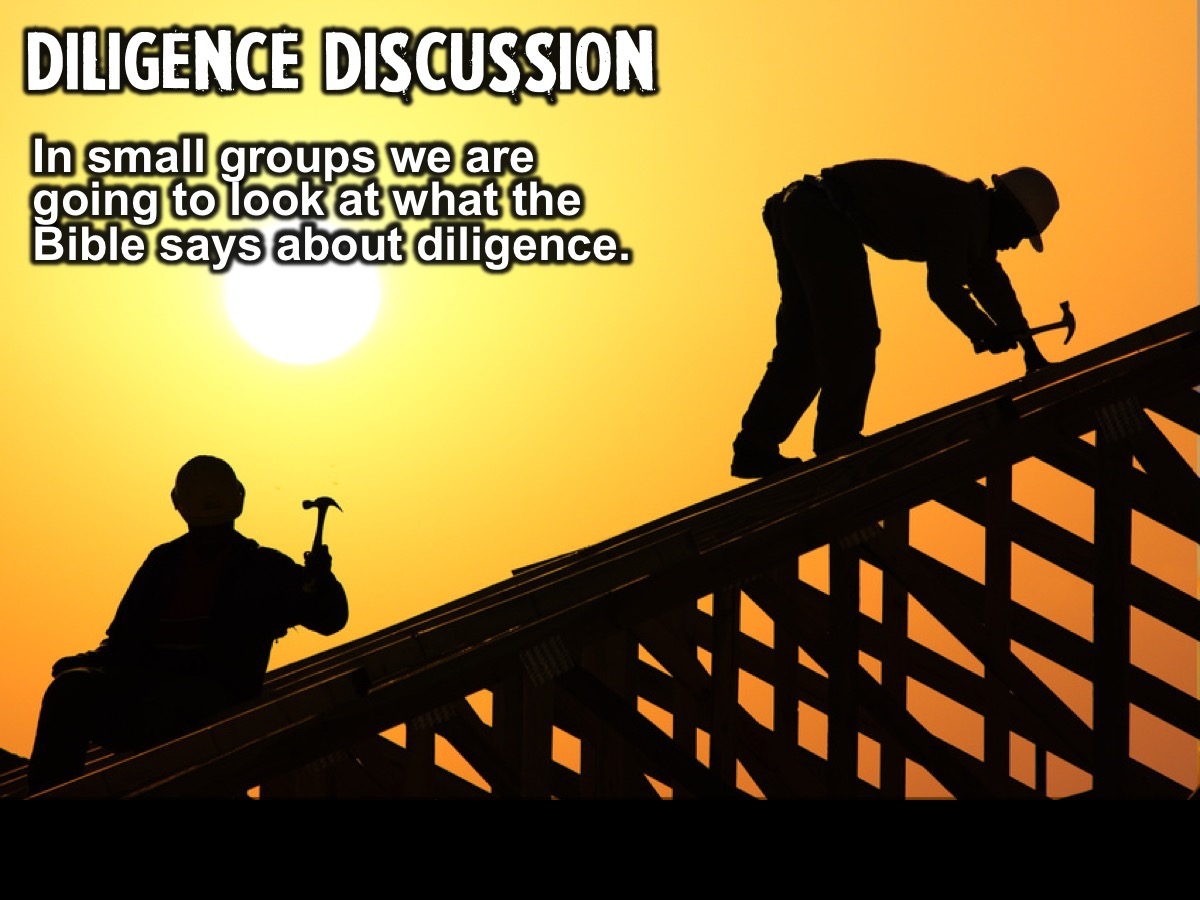 DILIGENCE DISCUSSION
In small groups we are
going to look at what the
Bible says about diligence.